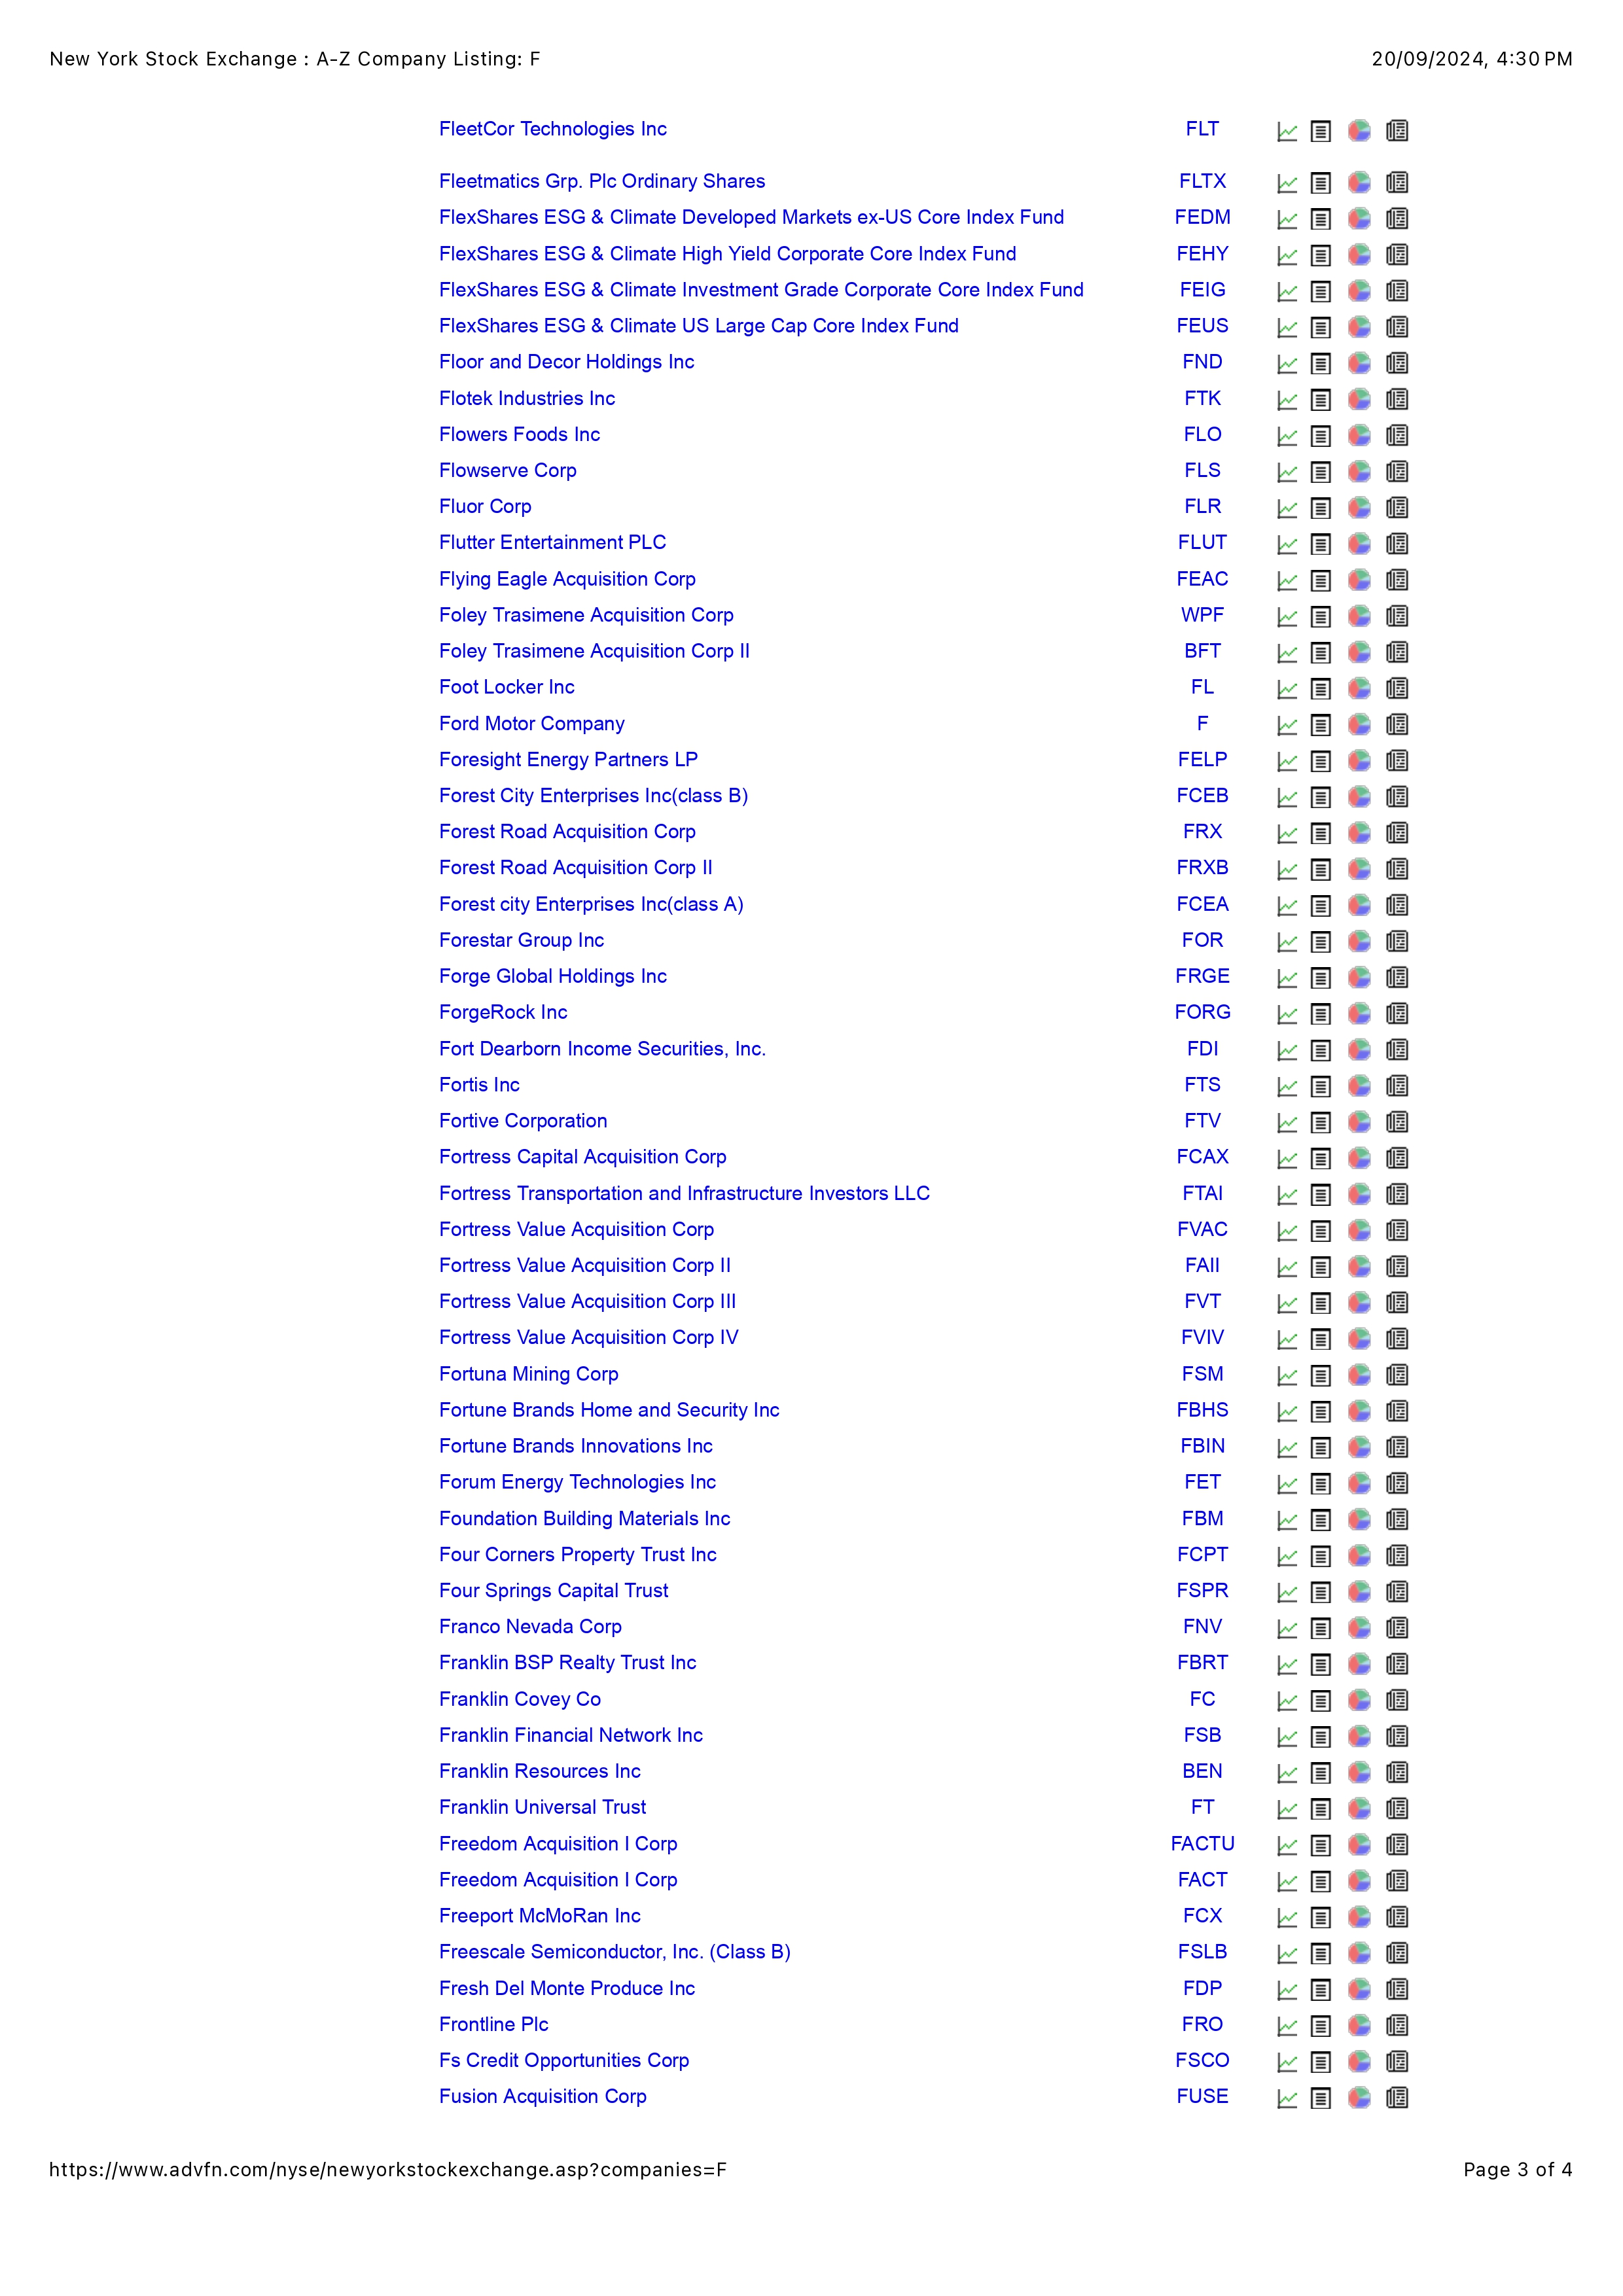 New York Stock Exchange : A-Z Company Listing: F 20/09/2024, 4:30 PM
FleetCor Technologies Inc FLT
Fleetmatics Grp. Plc Ordinary Shares FLTX
FlexShares ESG & Climate Developed Markets ex-US Core Index Fund FEDM
FlexShares ESG & Climate High Yield Corporate Core Index Fund FEHY
FlexShares ESG & Climate Investment Grade Corporate Core Index Fund FEIG
FlexShares ESG & Climate US Large Cap Core Index Fund FEUS
Floor and Decor Holdings Inc FND
Flotek Industries Inc FTK
Flowers Foods Inc FLO
Flowserve Corp FLS
Fluor Corp FLR
Flutter Entertainment PLC FLUT
Flying Eagle Acquisition Corp FEAC
Foley Trasimene Acquisition Corp WPF
Foley Trasimene Acquisition Corp II BFT
Foot Locker Inc FL
Ford Motor Company F
Foresight Energy Partners LP FELP
Forest City Enterprises Inc(class B) FCEB
Forest Road Acquisition Corp FRX
Forest Road Acquisition Corp II FRXB
Forest city Enterprises Inc(class A) FCEA
Forestar Group Inc FOR
Forge Global Holdings Inc FRGE
ForgeRock Inc FORG
Fort Dearborn Income Securities, Inc. FDI
Fortis Inc FTS
Fortive Corporation FTV
Fortress Capital Acquisition Corp FCAX
Fortress Transportation and Infrastructure Investors LLC FTAI
Fortress Value Acquisition Corp FVAC
Fortress Value Acquisition Corp II FAII
Fortress Value Acquisition Corp III FVT
Fortress Value Acquisition Corp IV FVIV
Fortuna Mining Corp FSM
Fortune Brands Home and Security Inc FBHS
Fortune Brands Innovations Inc FBIN
Forum Energy Technologies Inc FET
Foundation Building Materials Inc FBM
Four Corners Property Trust Inc FCPT
Four Springs Capital Trust FSPR
Franco Nevada Corp FNV
Franklin BSP Realty Trust Inc FBRT
Franklin Covey Co FC
Franklin Financial Network Inc FSB
Franklin Resources Inc BEN
Franklin Universal Trust FT
Freedom Acquisition I Corp FACTU
Freedom Acquisition I Corp FACT
Freeport McMoRan Inc FCX
Freescale Semiconductor, Inc. (Class B) FSLB
Fresh Del Monte Produce Inc FDP
Frontline Plc FRO
Fs Credit Opportunities Corp FSCO
Fusion Acquisition Corp FUSE
https://www.advfn.com/nyse/newyorkstockexchange.asp?companies=F Page 3 of 4